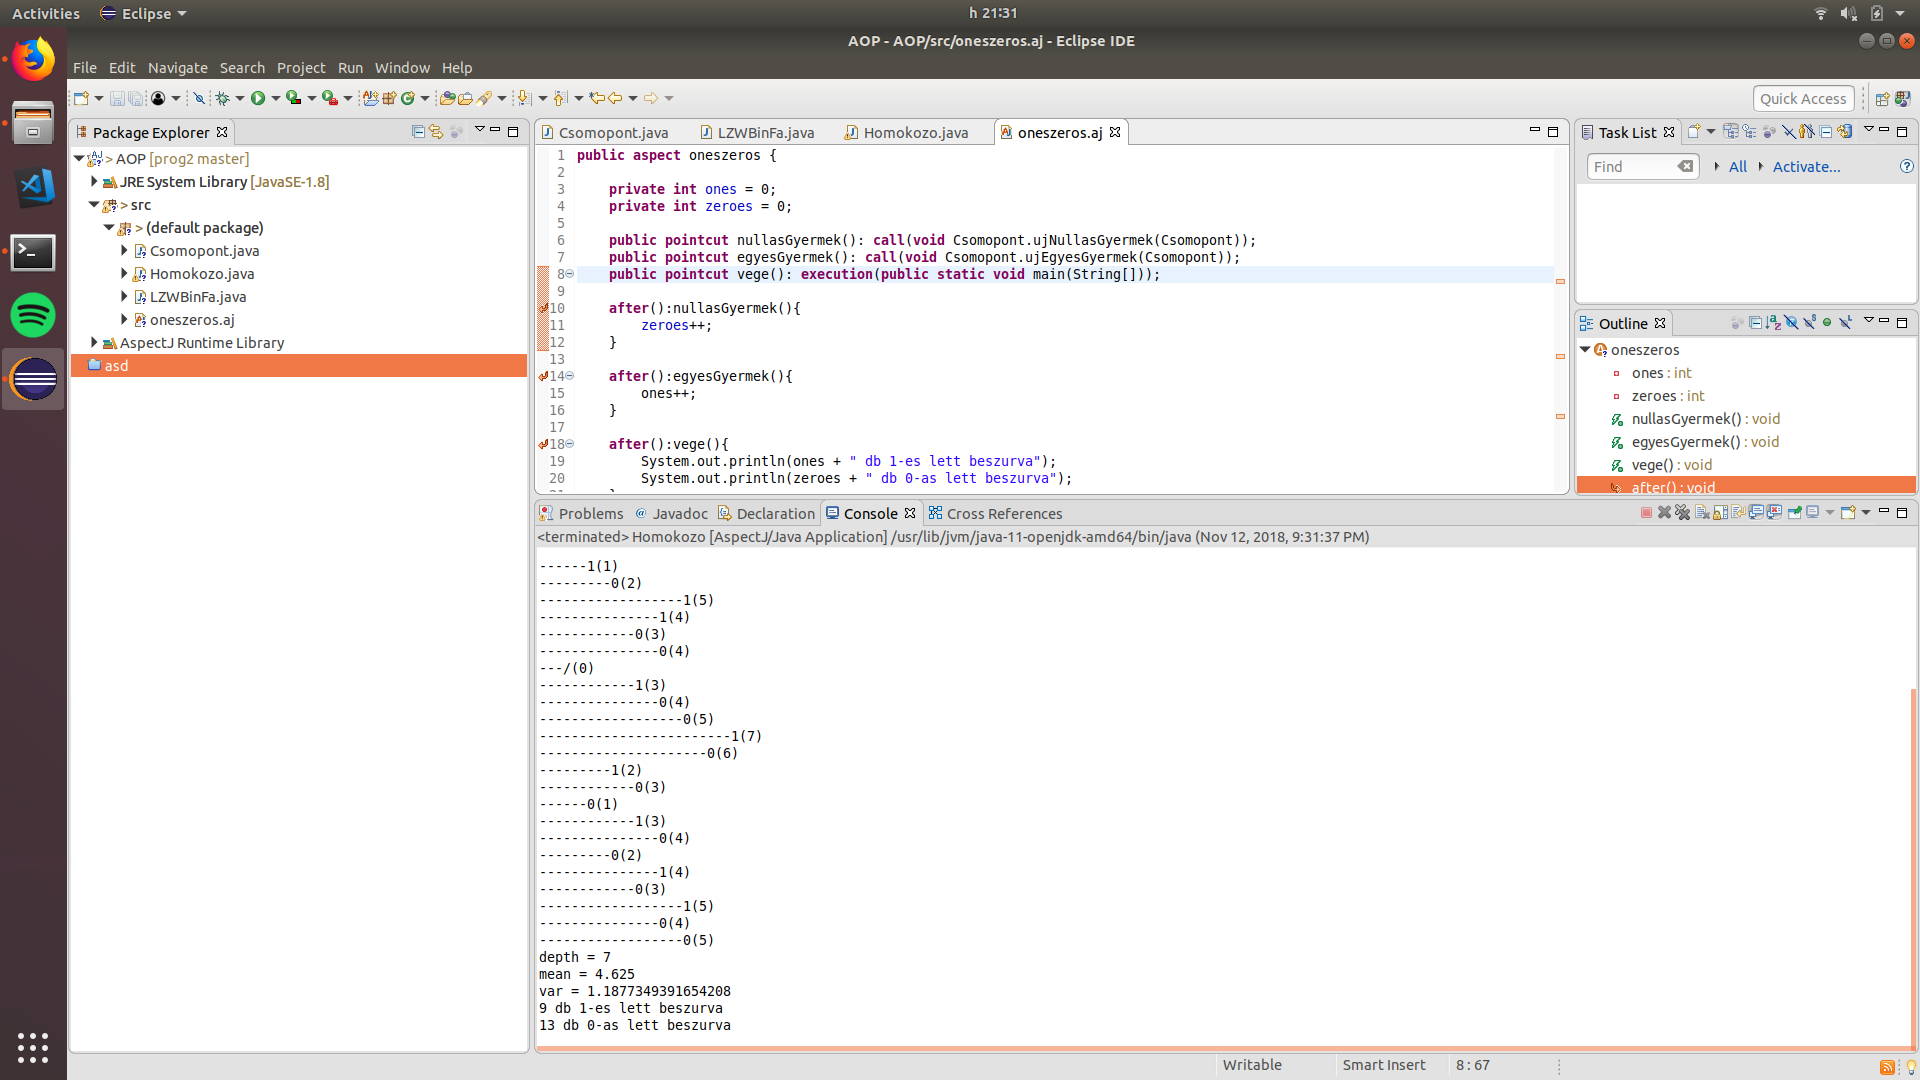 Activities Eclipse h 21:31
AOP - AOP/src/oneszeros.aj - Eclipse IDE
File Edit Navigate Search Project Run Window Help
Quick Access
Package Explorer
> AOP [prog2 master]
JRE System Library [JavaSE-1.8]
> src
> (default package)
Csomopont.java
Homokozo.java
LZWBinFa.java
oneszeros.aj
AspectJ Runtime Library
asd
Csomopont.java LZWBinFa.java Homokozo.java oneszeros.aj
1 public aspect oneszeros {
2
3 private int ones = 0;
4 private int zeroes = 0;
5
6 public pointcut nullasGyermek(): call(void Csomopont.ujNullasGyermek(Csomopont));
7 public pointcut egyesGyermek(): call(void Csomopont.ujEgyesGyermek(Csomopont));
8 public pointcut vege(): execution(public static void main(String[]));
9
10 after():nullasGyermek(){
11 zeroes++;
12 }
13
14 after():egyesGyermek(){
15 ones++;
16 }
17
18 after():vege(){
19 System.out.println(ones + " db 1-es lett beszurva");
20 System.out.println(zeroes + " db 0-as lett beszurva");
Task List
Find All Activate...
Outline
oneszeros
ones : int
zeroes : int
nullasGyermek() : void
egyesGyermek() : void
vege() : void
after() : void
Problems Javadoc Declaration Console Cross References
<terminated> Homokozo [AspectJ/Java Application] /usr/lib/jvm/java-11-openjdk-amd64/bin/java (Nov 12, 2018, 9:31:37 PM)
------1(1)
---------0(2)
------------------1(5)
---------------1(4)
------------0(3)
---------------0(4)
---/(0)
------------1(3)
---------------0(4)
------------------0(5)
------------------------1(7)
---------------------0(6)
---------1(2)
------------0(3)
------0(1)
------------1(3)
---------------0(4)
---------0(2)
---------------1(4)
------------0(3)
------------------1(5)
---------------0(4)
------------------0(5)
depth = 7
mean = 4.625
var = 1.1877349391654208
9 db 1-es lett beszurva
13 db 0-as lett beszurva
Writable Smart Insert 8 : 67